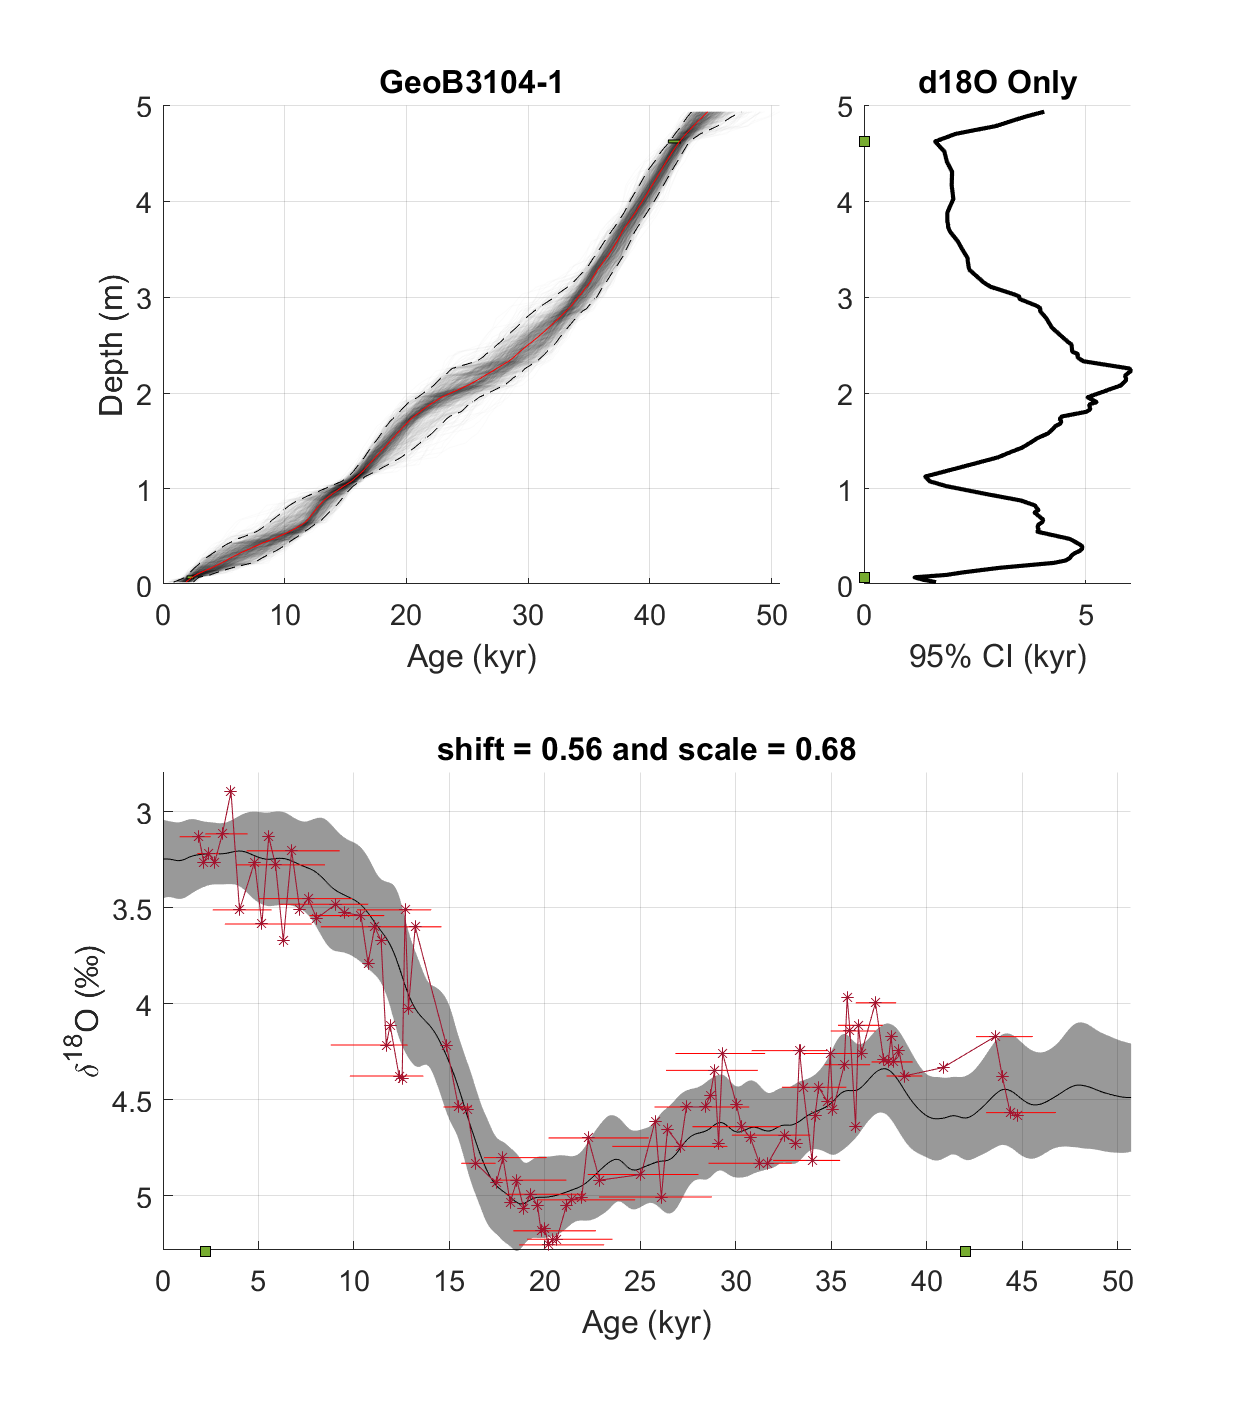 GeoB3104-1
d18O Only
5
4
3
2
1
0
Depth (m)
0 10 20 30 40 50
Age (kyr)
5
4
3
2
1
0
0 5
95% CI (kyr)
shift = 0.56 and scale = 0.68
3
3.5
4
4.5
5
δ¹⁸O (‰)
0 5 10 15 20 25 30 35 40 45 50
Age (kyr)